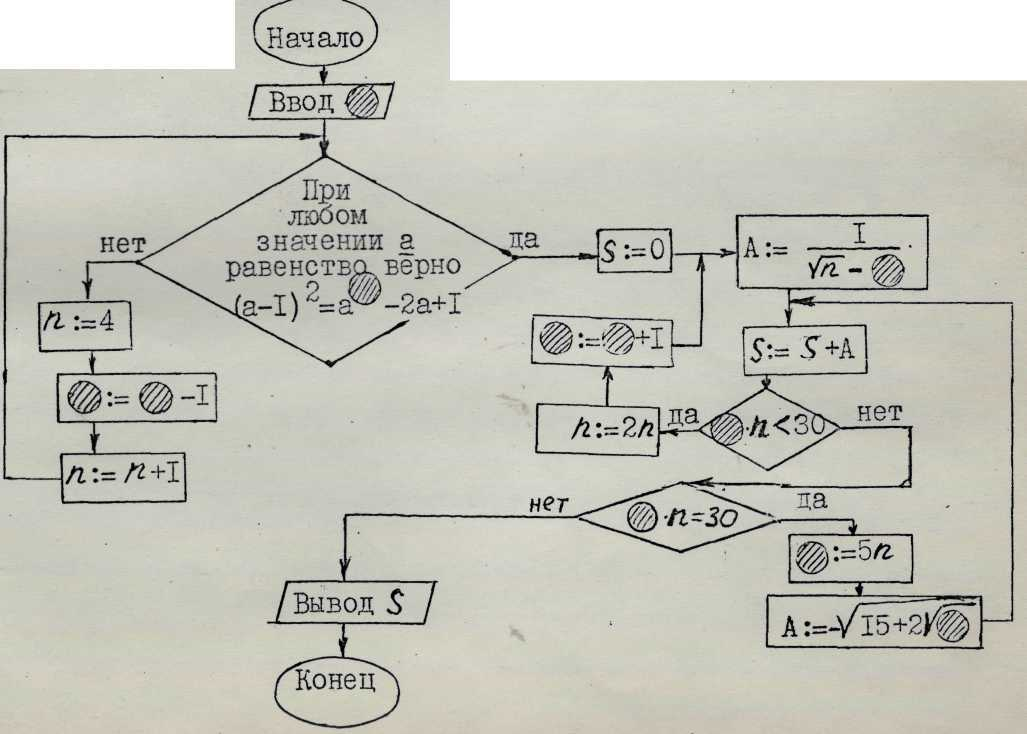 Начало
Ввод
При
любом
значении a
равенство верно
(a-I)²=a -2a+I
нет
да
n:=4
:= -I
n:=n+I
S:=0
A:= I/(√n - )
:= +I
S:=S+A
n:=2n
да
·n<30
нет
нет
·n=30
да
:=5n
A:=-√I5+2√
Вывод S
Конец